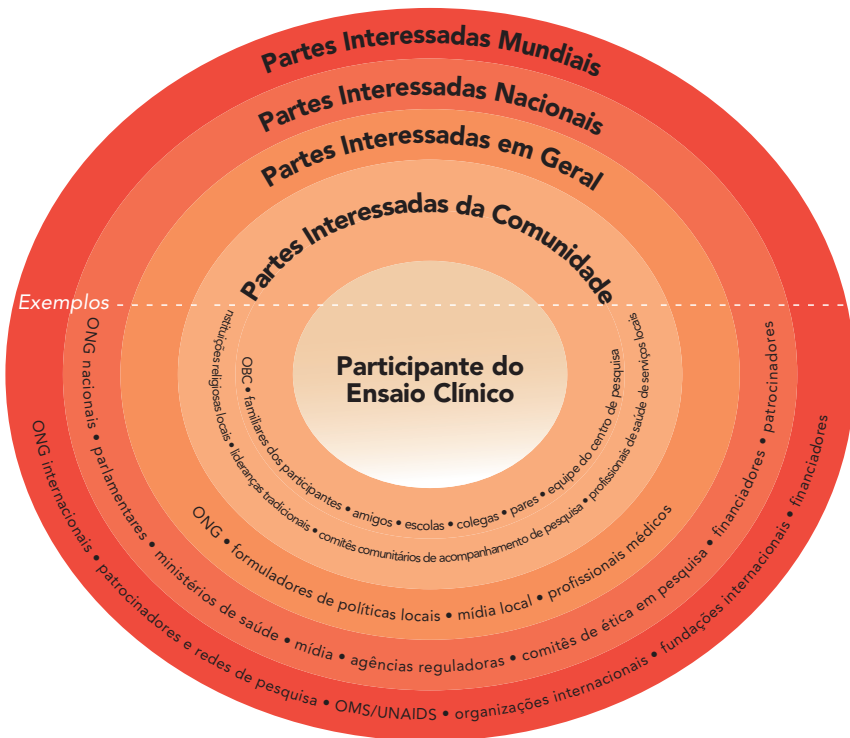 Partes Interessadas Mundiais
Partes Interessadas Nacionais
Partes Interessadas em Geral
Partes Interessadas da Comunidade
Exemplos
Participante do
Ensaio Clínico
OBC • familiares dos participantes • amigos • escolas • colegas • pares • equipe do centro de pesquisa
nstituições religiosas locais • lideranças tradicionais • comitês comunitários de acompanhamento de pesquisa • profissionais de saúde de serviços locais
ONG • formuladores de políticas locais • mídia local • profissionais médicos
ONG nacionais • parlamentares • ministérios de saúde • mídia • agências reguladoras • comitês de ética em pesquisa • financiadores • patrocinadores
ONG internacionais • patrocinadores e redes de pesquisa • OMS/UNAIDS • organizações internacionais • fundações internacionais • financiadores